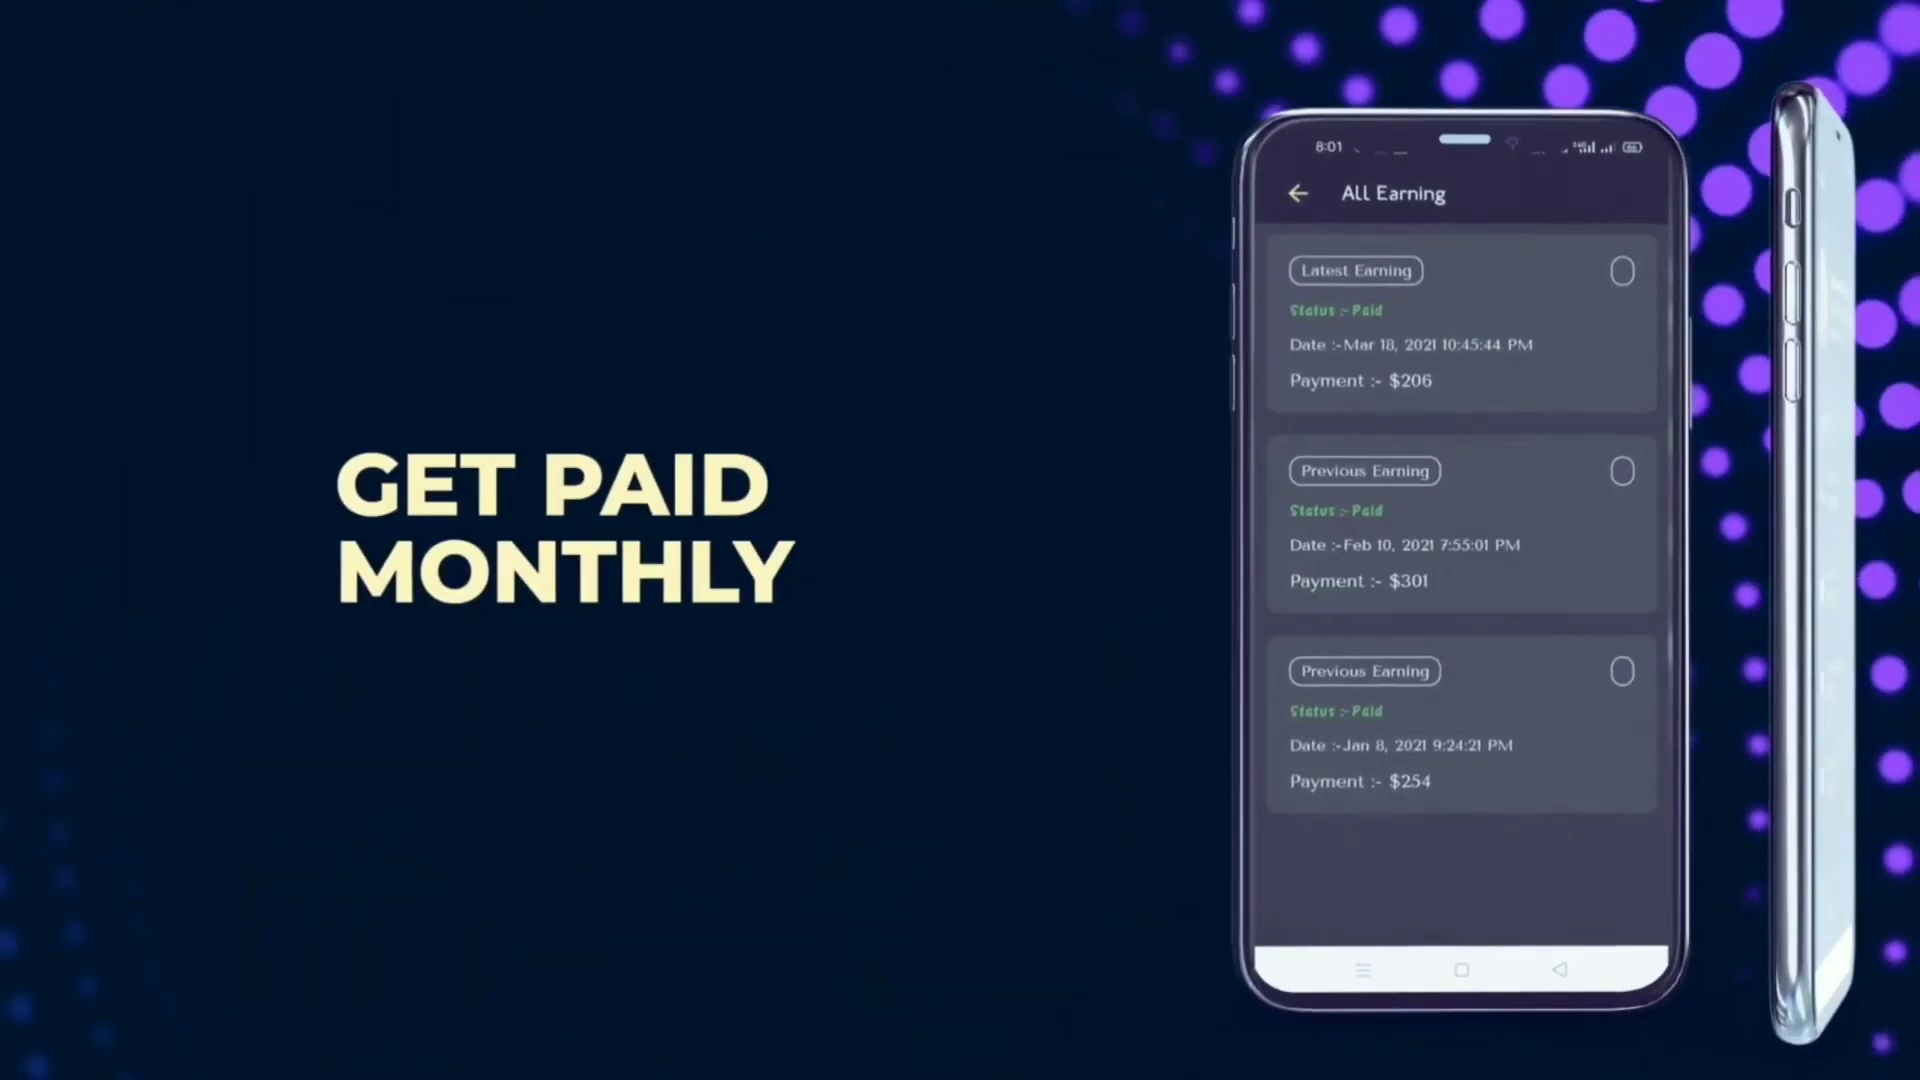 GET PAID
MONTHLY
8:01
All Earning
Latest Earning
Status :- Paid
Date :-Mar 18, 2021 10:45:44 PM
Payment :- $206
Previous Earning
Status :- Paid
Date :-Feb 10, 2021 7:55:01 PM
Payment :- $301
Previous Earning
Status :- Paid
Date :-Jan 8, 2021 9:24:21 PM
Payment :- $254